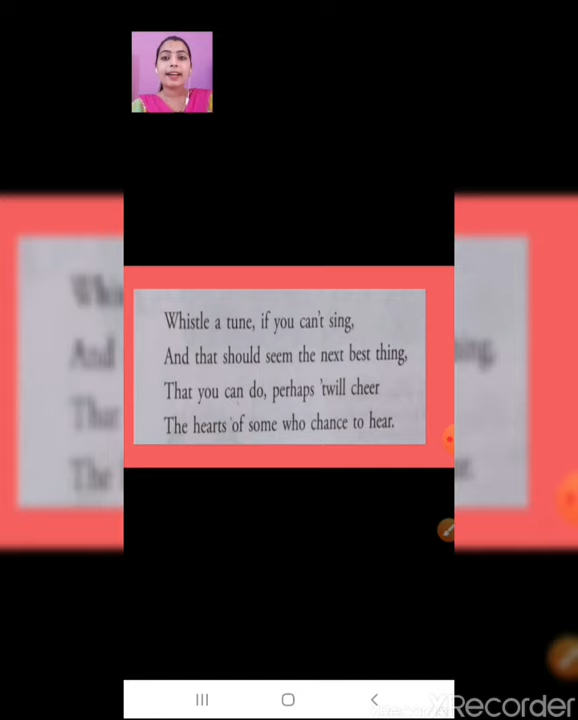 Whistle a tune, if you can't sing,
And that should seem the next best thing,
That you can do, perhaps 'twill cheer
The hearts of some who chance to hear.
XRecorder